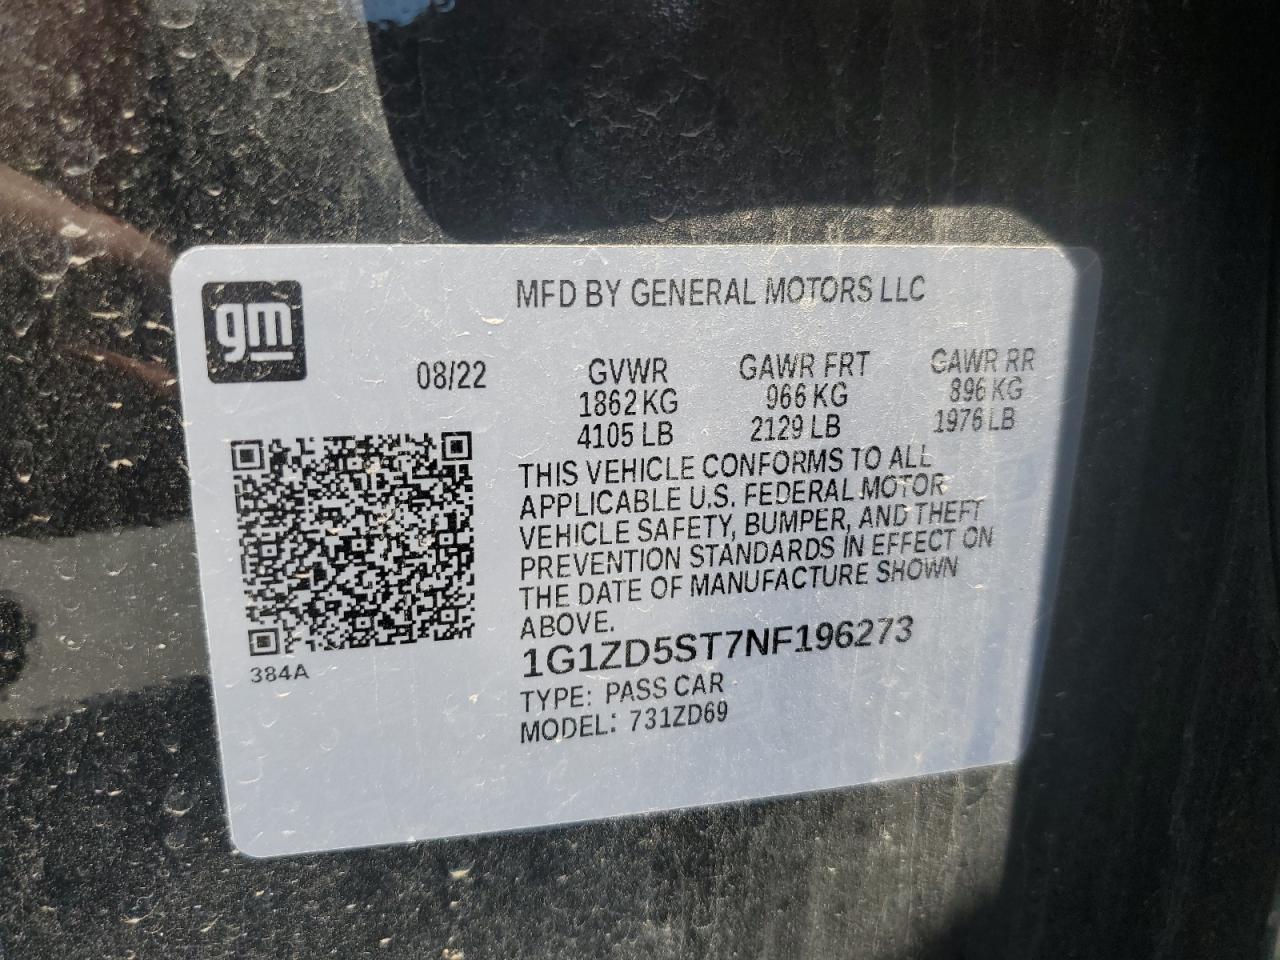 gm
MFD BY GENERAL MOTORS LLC
08/22
GVWR GAWR FRT GAWR RR
1862 KG 966 KG 896 KG
4105 LB 2129 LB 1976 LB
THIS VEHICLE CONFORMS TO ALL
APPLICABLE U.S. FEDERAL MOTOR
VEHICLE SAFETY, BUMPER, AND THEFT
PREVENTION STANDARDS IN EFFECT ON
THE DATE OF MANUFACTURE SHOWN
ABOVE.
384A
1G1ZD5ST7NF196273
TYPE: PASS CAR
MODEL: 731ZD69